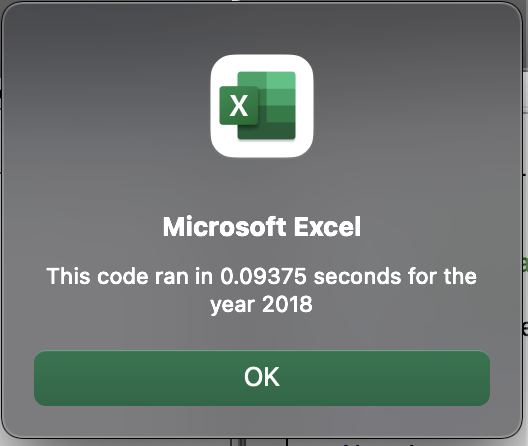 X
Microsoft Excel
This code ran in 0.09375 seconds for the
year 2018
OK